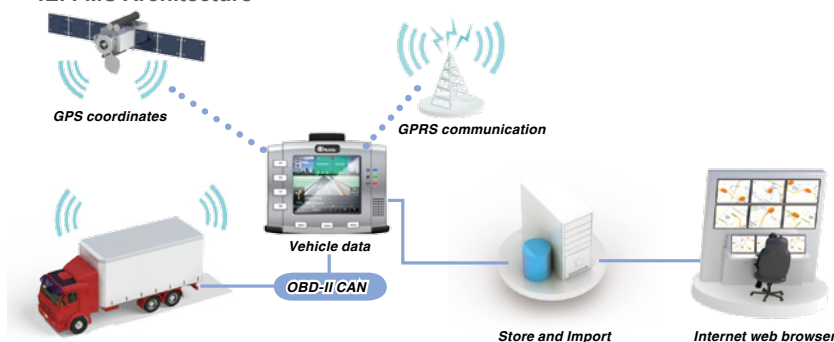 GPS coordinates
GPRS communication
Vehicle data
OBD-II CAN
Store and Import
Internet web browser